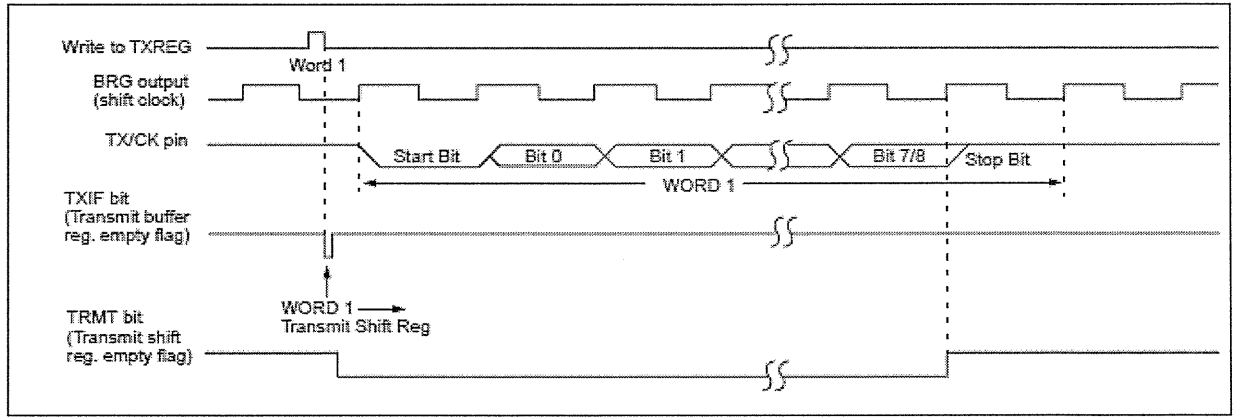 Write to TXREG
Word 1
BRG output
(shift clock)
TX/CK pin
Start Bit
Bit 0
Bit 1
Bit 7/8
Stop Bit
WORD 1
TXIF bit
(Transmit buffer
reg. empty flag)
WORD 1
Transmit Shift Reg
TRMT bit
(Transmit shift
reg. empty flag)